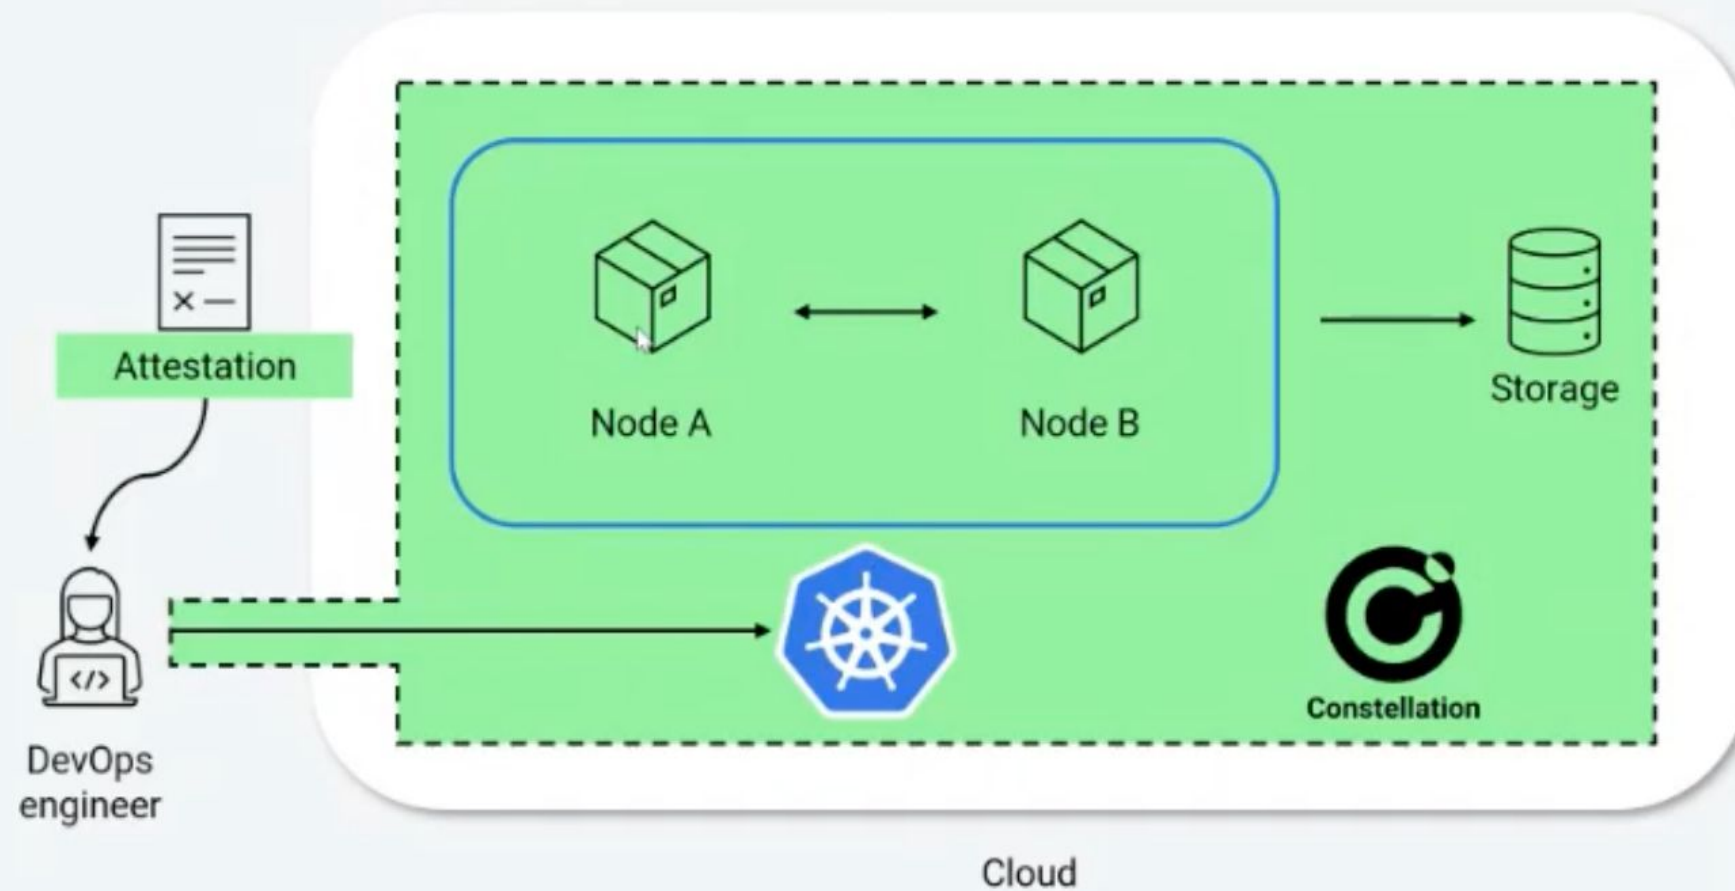 Attestation
Node A
Node B
Storage
</>
DevOps
engineer
Constellation
Cloud